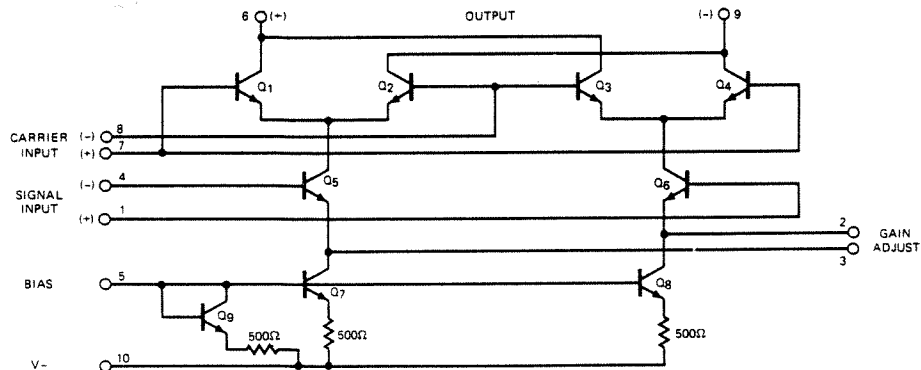 6 (+) OUTPUT (-) 9
Q1 Q2 Q3 Q4
CARRIER INPUT
(-) 8
(+) 7
Q5 Q6
SIGNAL INPUT
(-) 4
(+) 1
2 GAIN
3 ADJUST
BIAS 5
Q7 Q8
Q9
500Ω 500Ω 500Ω
V- 10